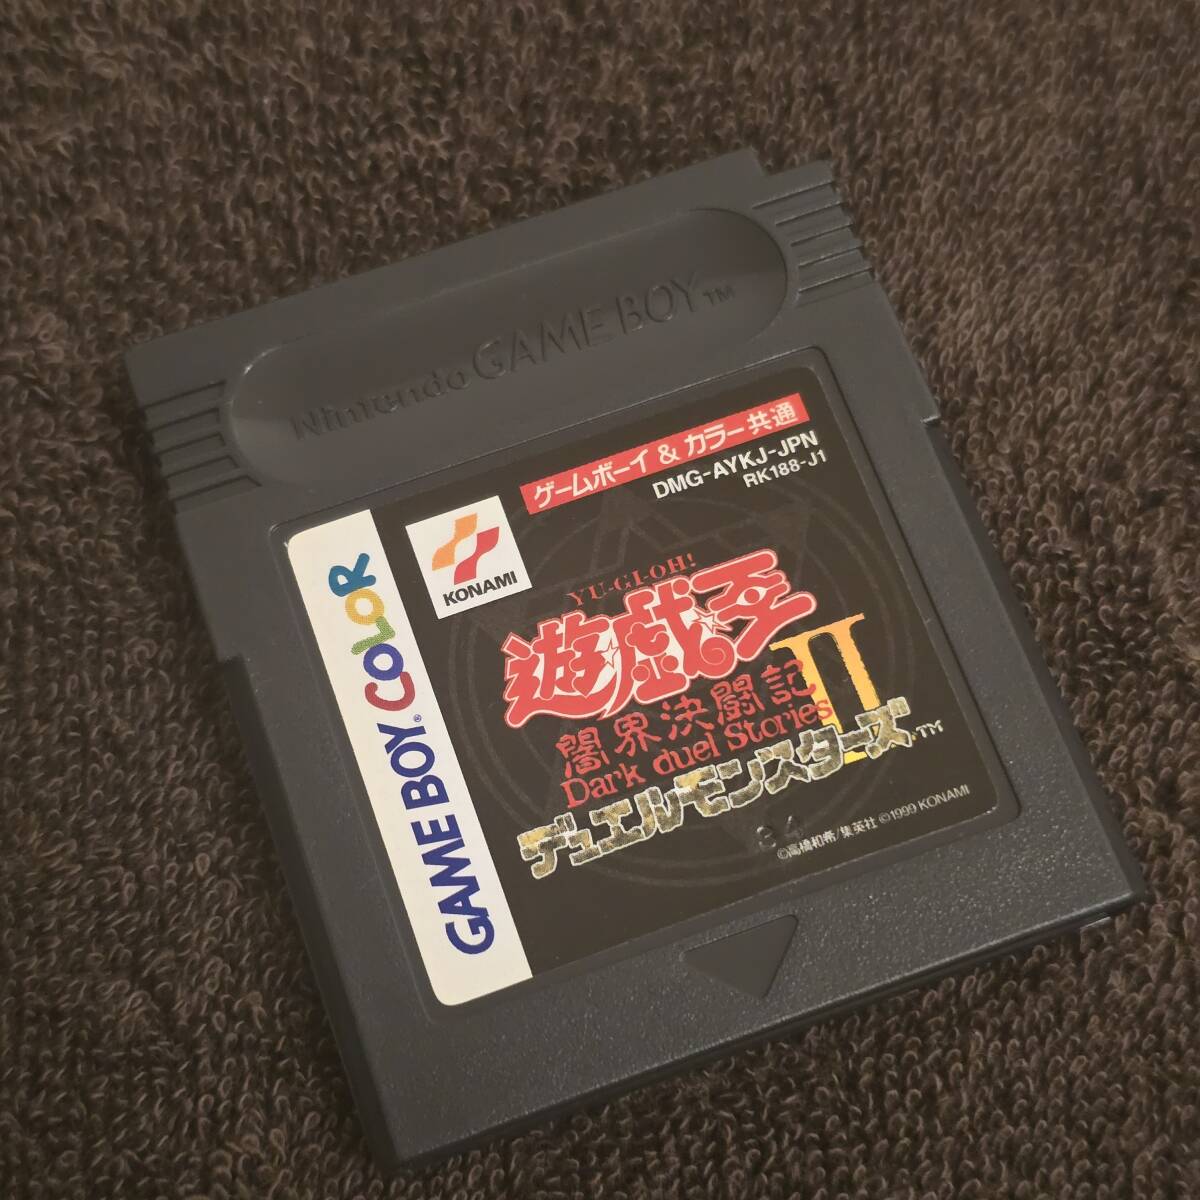 Nintendo GAME BOY™
ゲームボーイ & カラー共通
DMG-AYKJ-JPN
RK188-J1
KONAMI
GAME BOY® COLOR
YU-GI-OH!
遊戯王
闇界決闘記
Dark duel Stories
II
デュエルモンスターズ™
34
©高橋和希/集英社 ©1999 KONAMI